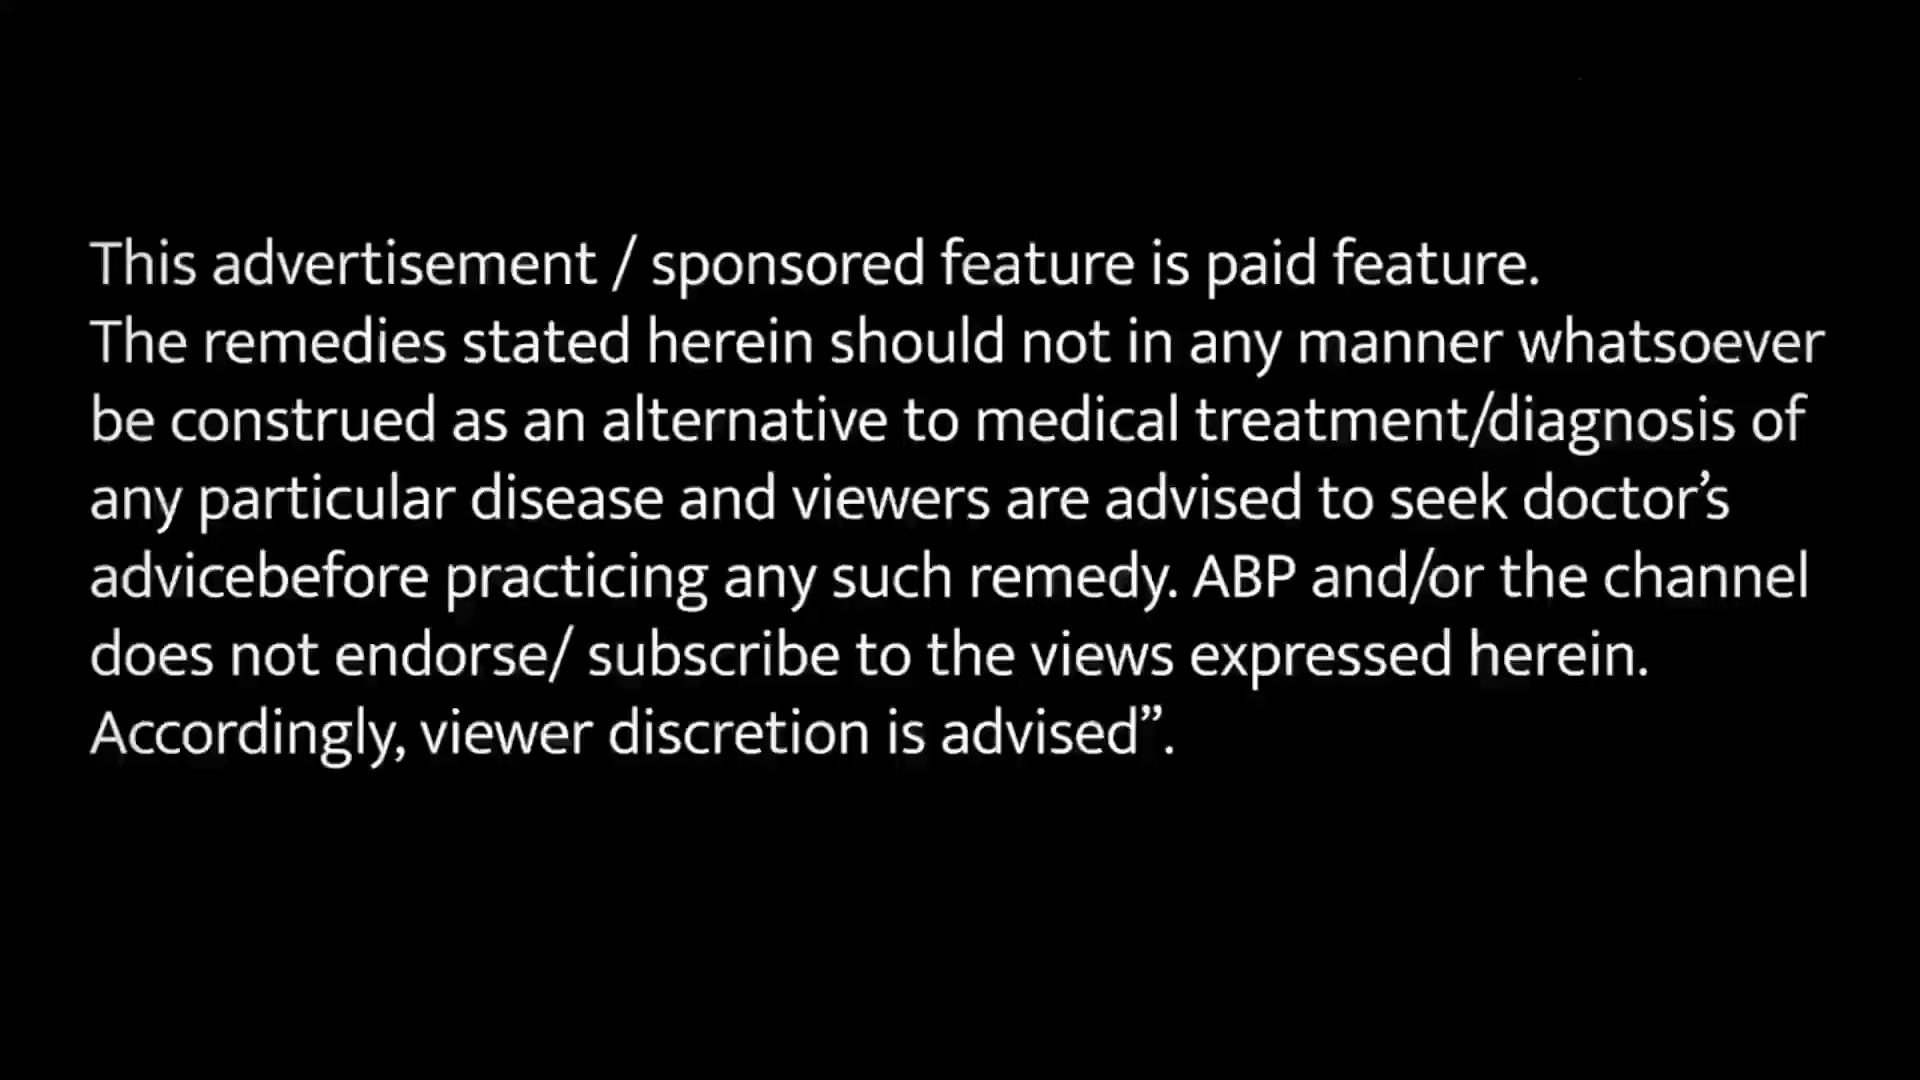 This advertisement / sponsored feature is paid feature.
The remedies stated herein should not in any manner whatsoever
be construed as an alternative to medical treatment/diagnosis of
any particular disease and viewers are advised to seek doctor’s
advicebefore practicing any such remedy. ABP and/or the channel
does not endorse/ subscribe to the views expressed herein.
Accordingly, viewer discretion is advised”.